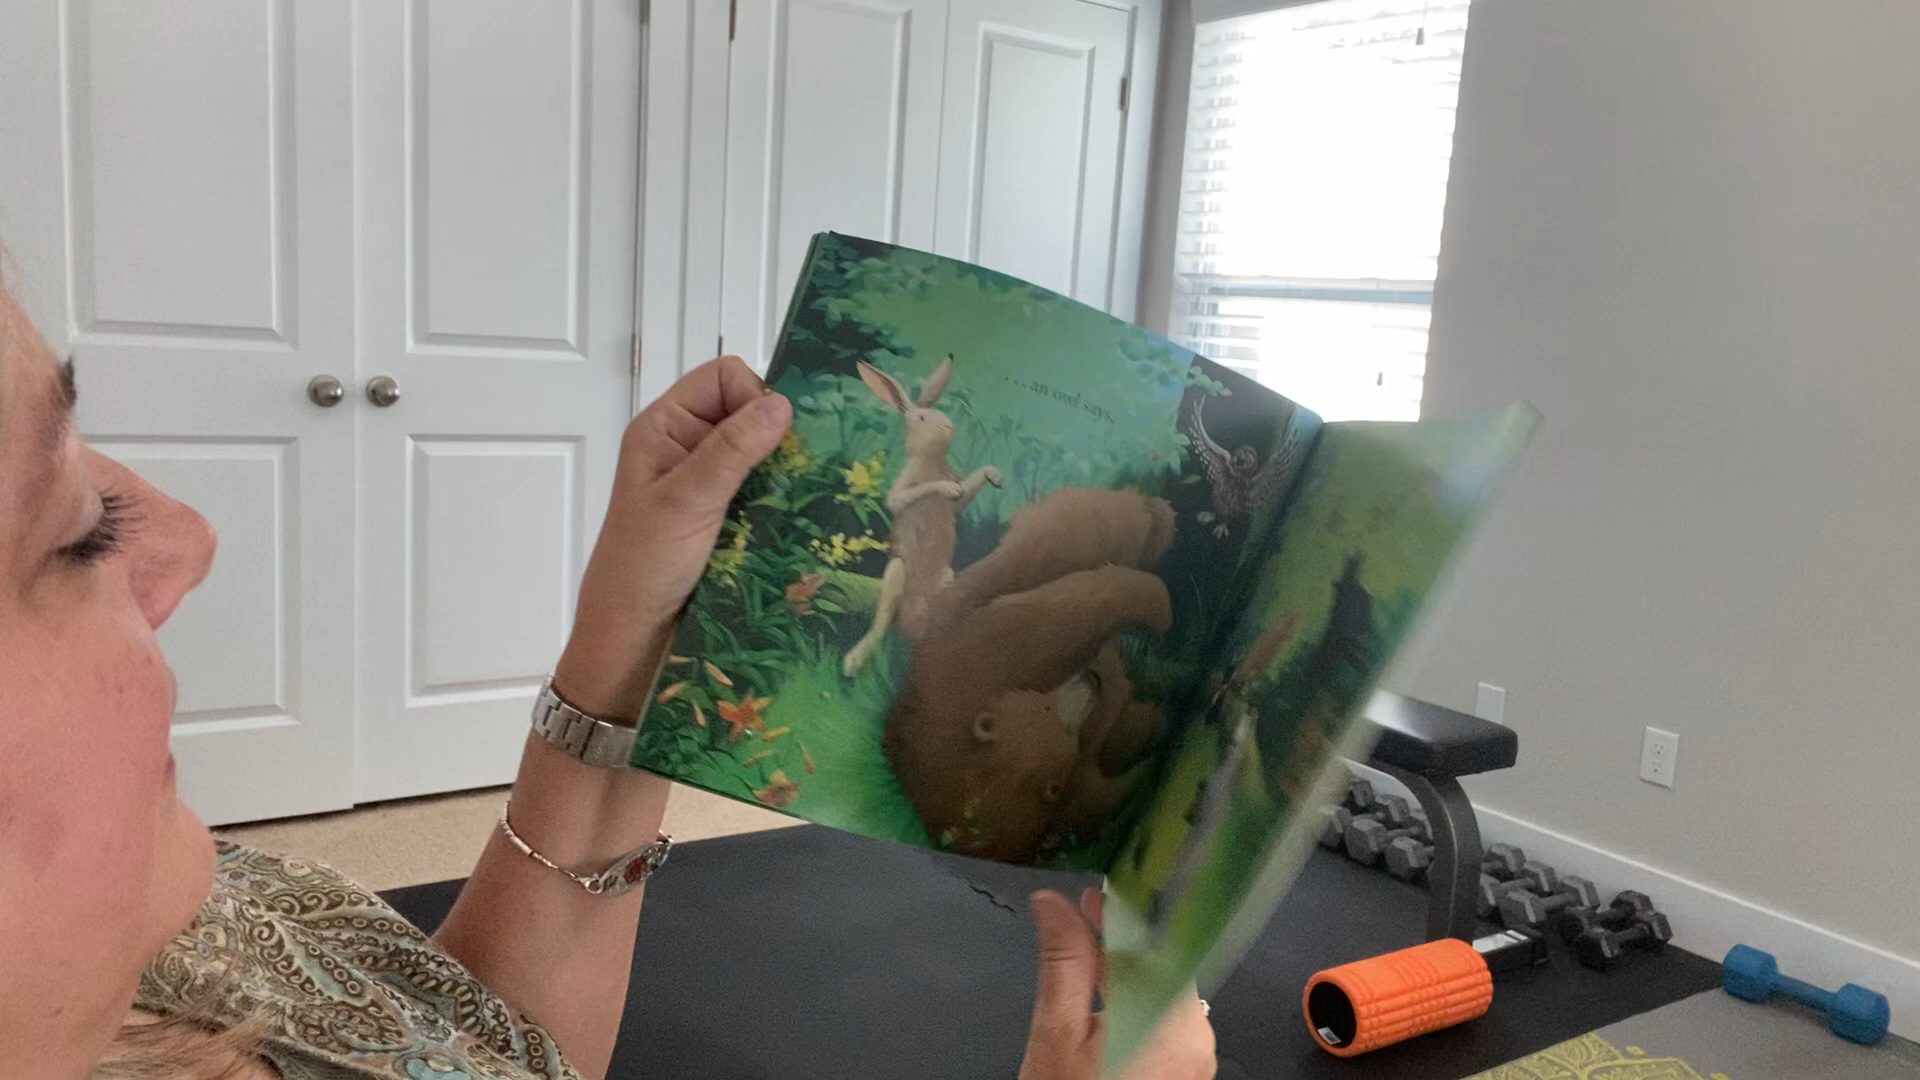 . . . an owl says,